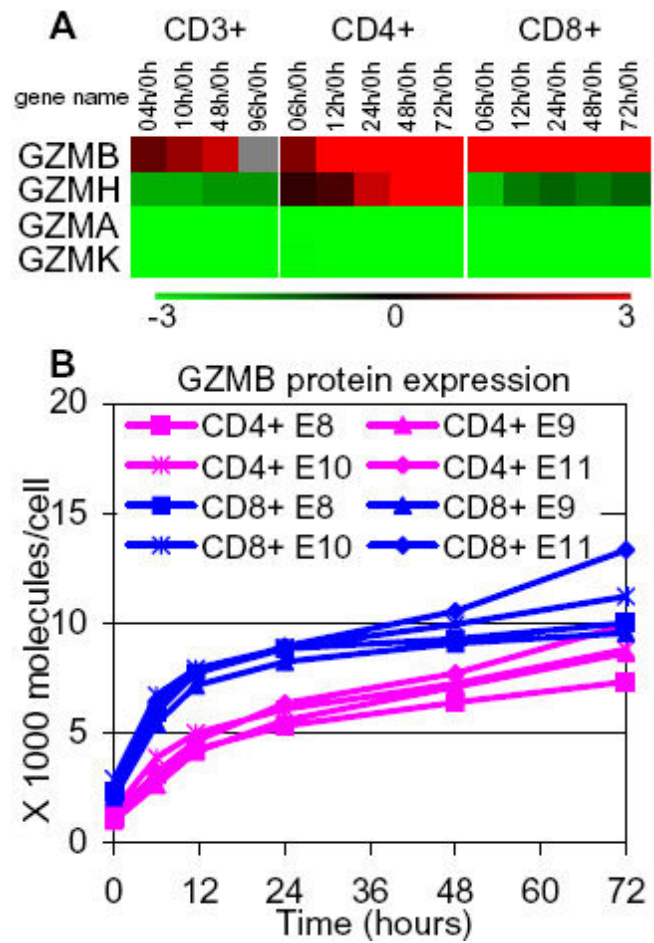 A
CD3+ CD4+ CD8+
gene name 04h/0h 10h/0h 48h/0h 96h/0h 06h/0h 12h/0h 24h/0h 48h/0h 72h/0h 06h/0h 12h/0h 24h/0h 48h/0h 72h/0h
GZMB
GZMH
GZMA
GZMK
-3 0 3
B
GZMB protein expression
20
CD4+ E8 CD4+ E9
CD4+ E10 CD4+ E11
CD8+ E8 CD8+ E9
15
CD8+ E10 CD8+ E11
10
5
0
X 1000 molecules/cell
0 12 24 36 48 60 72
Time (hours)